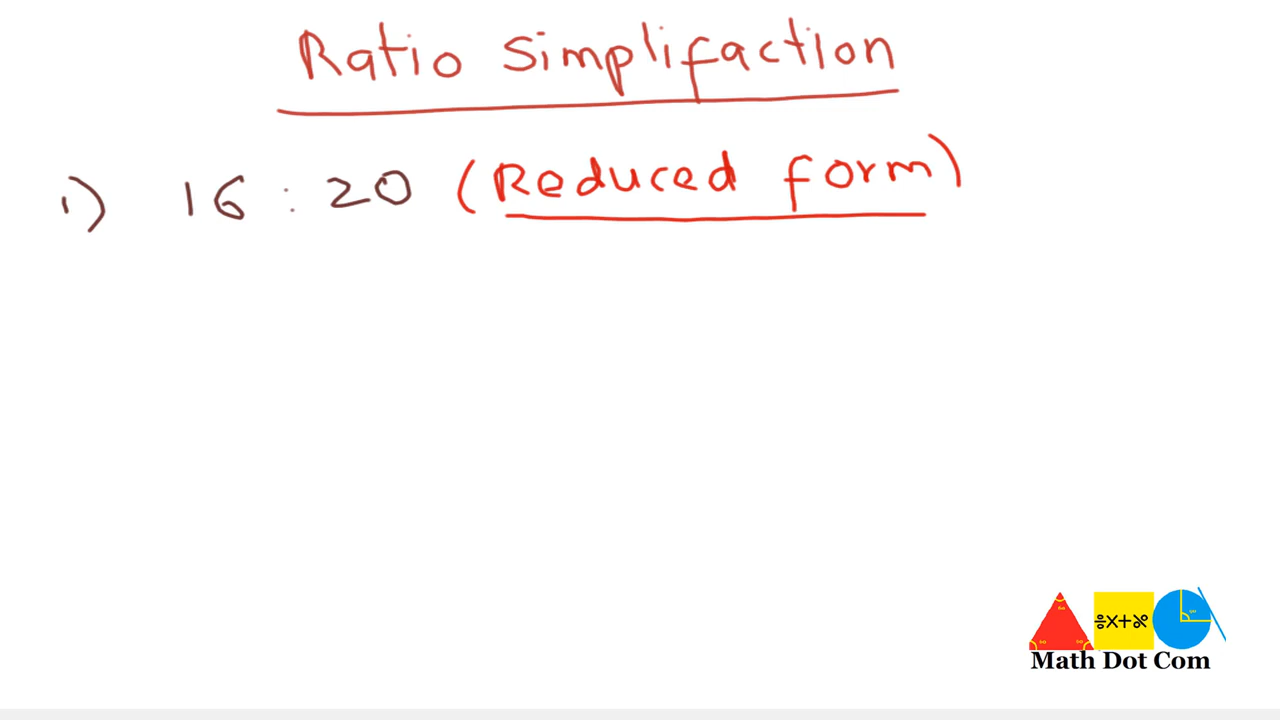 Ratio Simplifaction
1) 16 : 20 (Reduced form)
÷x+%
Math Dot Com